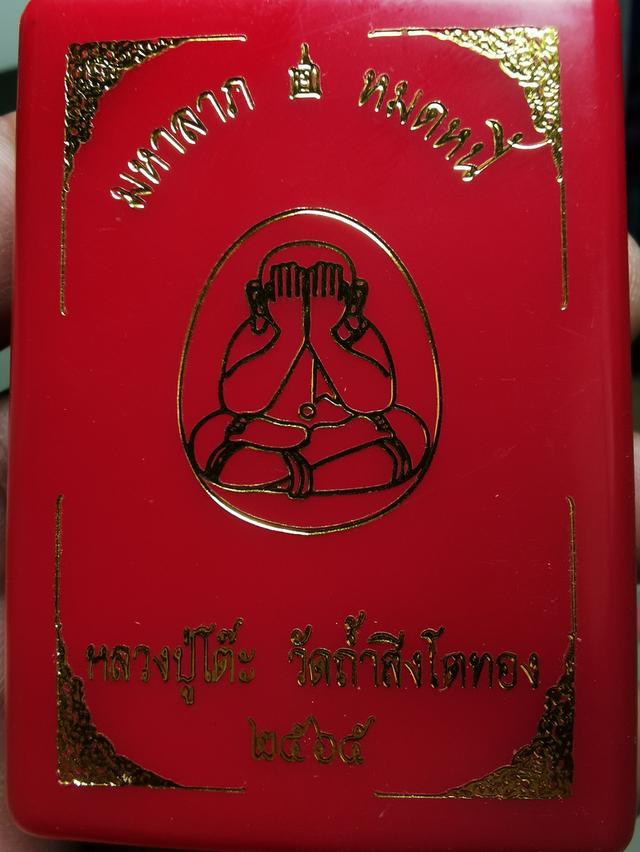 มหาลาภ หมดหนี้
หลวงปู่โต๊ะ วัดถ้ำสิงโตทอง
๒๕๖๕